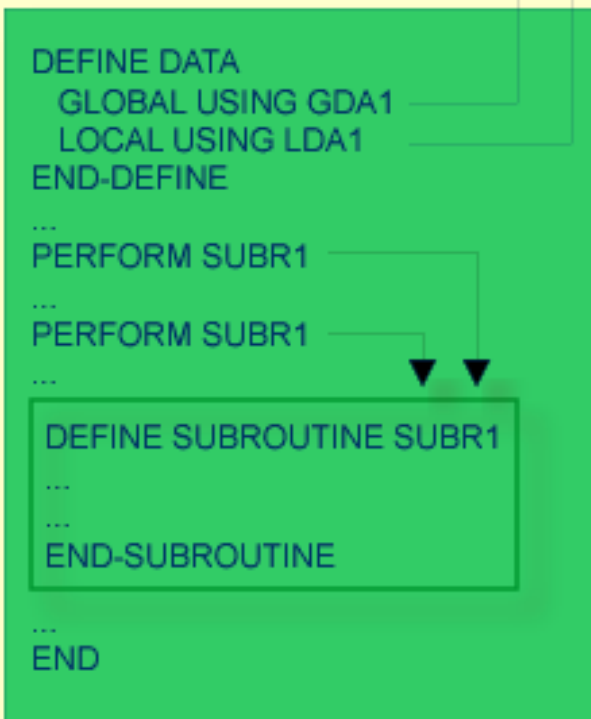 DEFINE DATA
GLOBAL USING GDA1
LOCAL USING LDA1
END-DEFINE
...
PERFORM SUBR1
...
PERFORM SUBR1
...
DEFINE SUBROUTINE SUBR1
...
...
END-SUBROUTINE
...
END